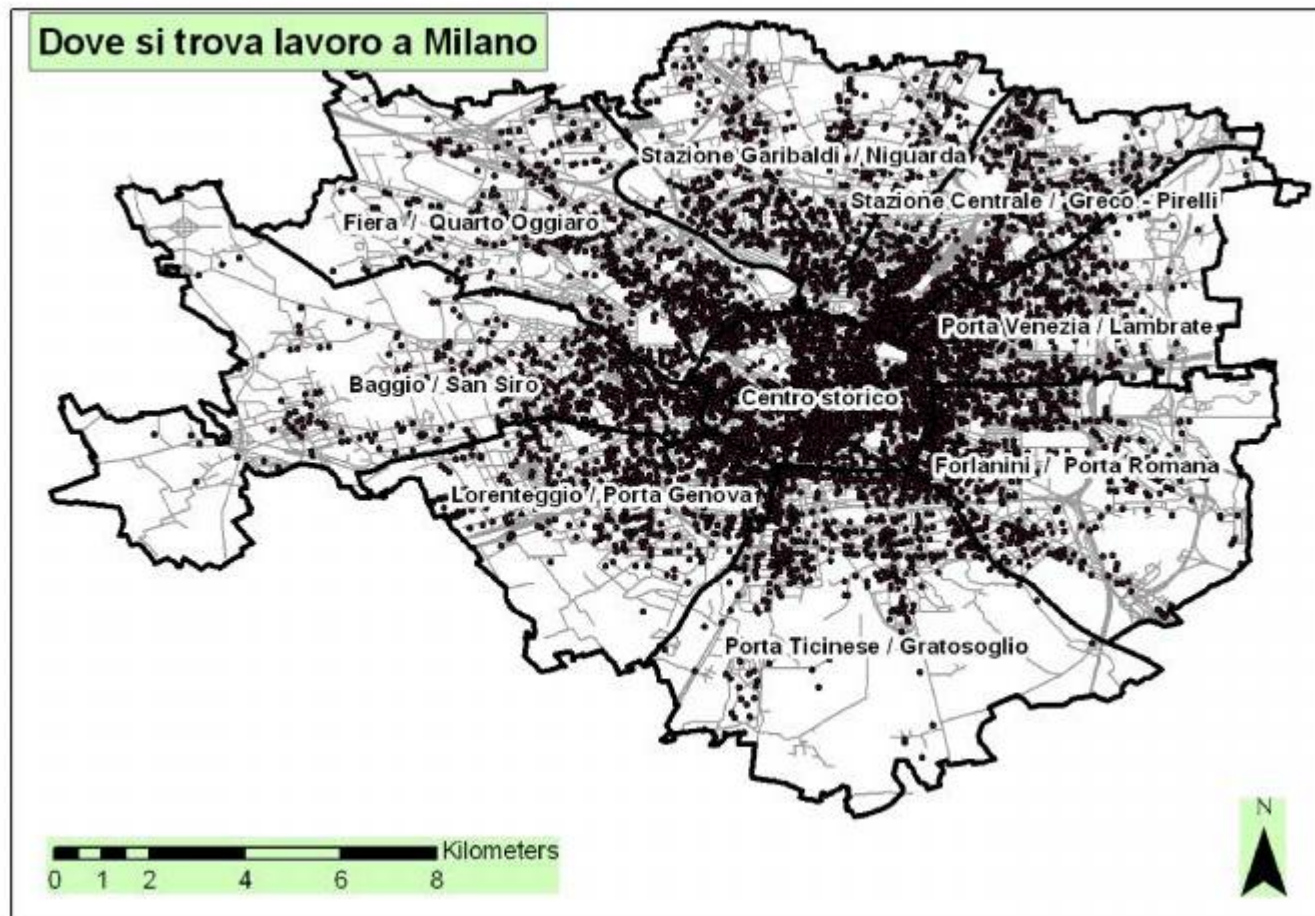 Dove si trova lavoro a Milano
Stazione Garibaldi / Niguarda
Stazione Centrale / Greco - Pirelli
Fiera / Quarto Oggiaro
Porta Venezia / Lambrate
Baggio / San Siro
Centro storico
Forlanini / Porta Romana
Lorenteggio / Porta Genova
Porta Ticinese / Gratosoglio
N
Kilometers
0 1 2 4 6 8